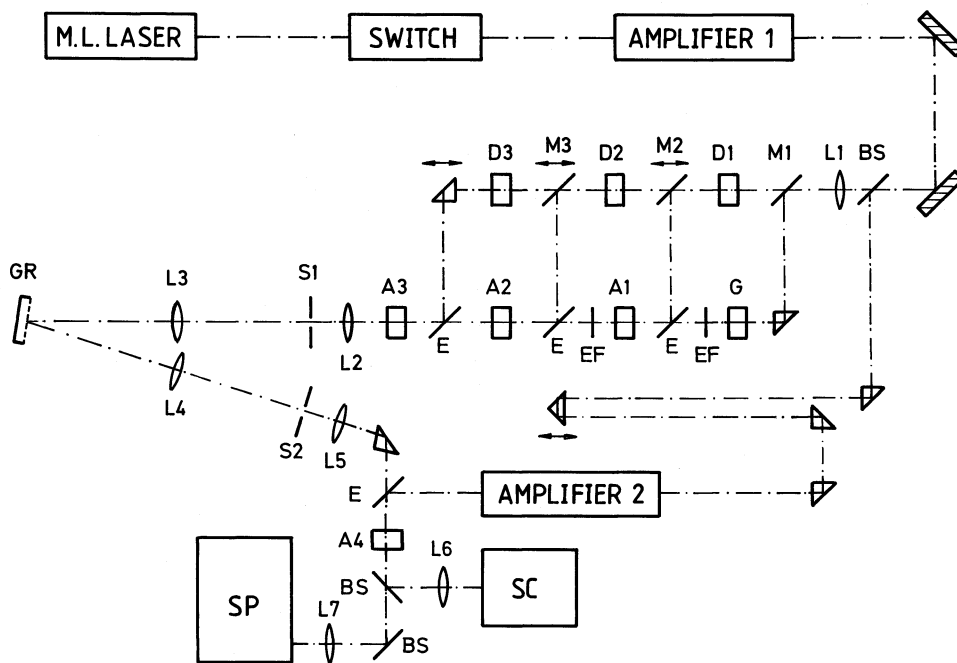 M.L. LASER SWITCH AMPLIFIER 1
D3 M3 D2 M2 D1 M1 L1 BS
GR L3 S1 A3 A2 A1 G
L2 E E EF E EF
L4 S2 L5
E AMPLIFIER 2
A4 L6
SP L7 BS SC
BS